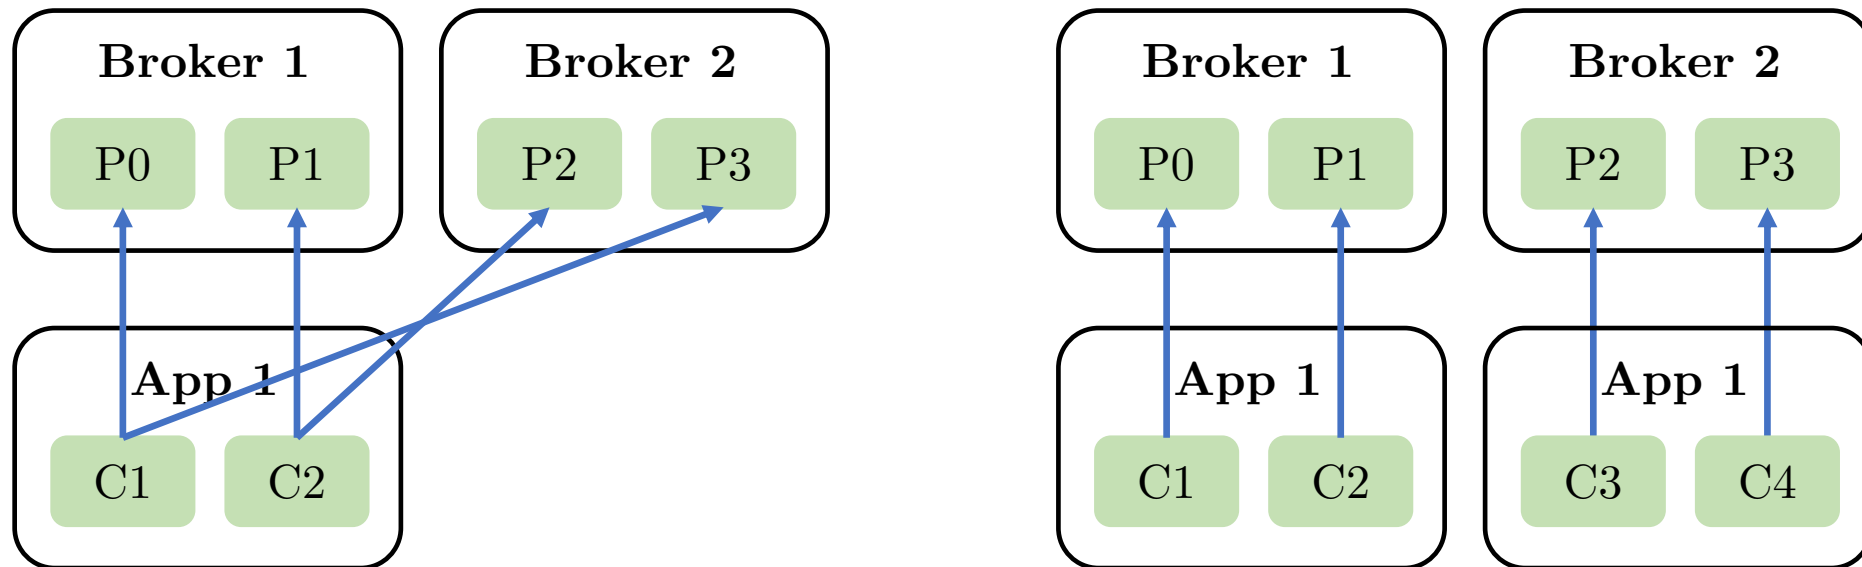 Broker 1
P0 P1
Broker 2
P2 P3
App 1
C1 C2
Broker 1
P0 P1
Broker 2
P2 P3
App 1
C1 C2
App 1
C3 C4